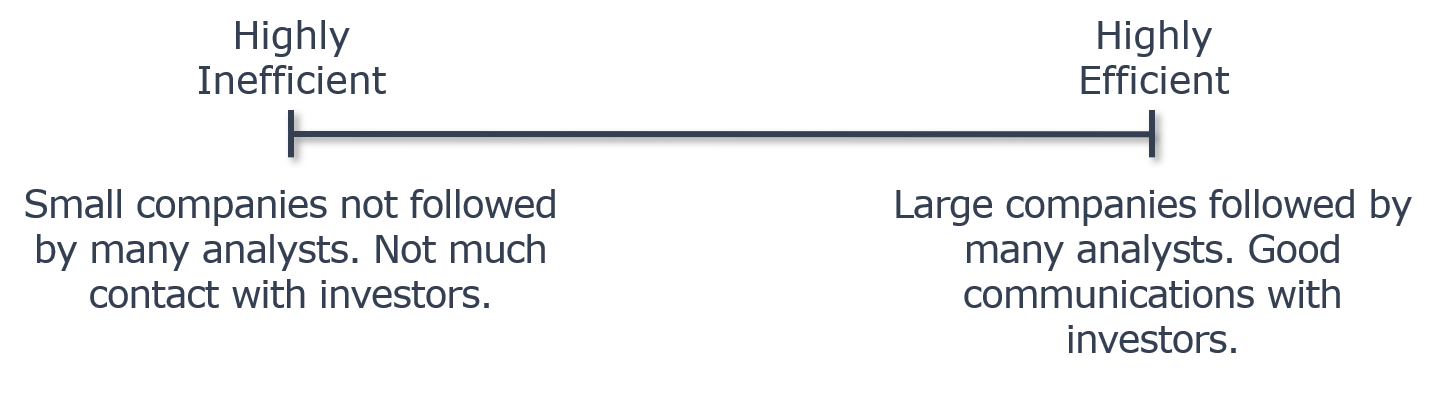 Highly
Inefficient
Highly
Efficient
Small companies not followed
by many analysts. Not much
contact with investors.
Large companies followed by
many analysts. Good
communications with
investors.